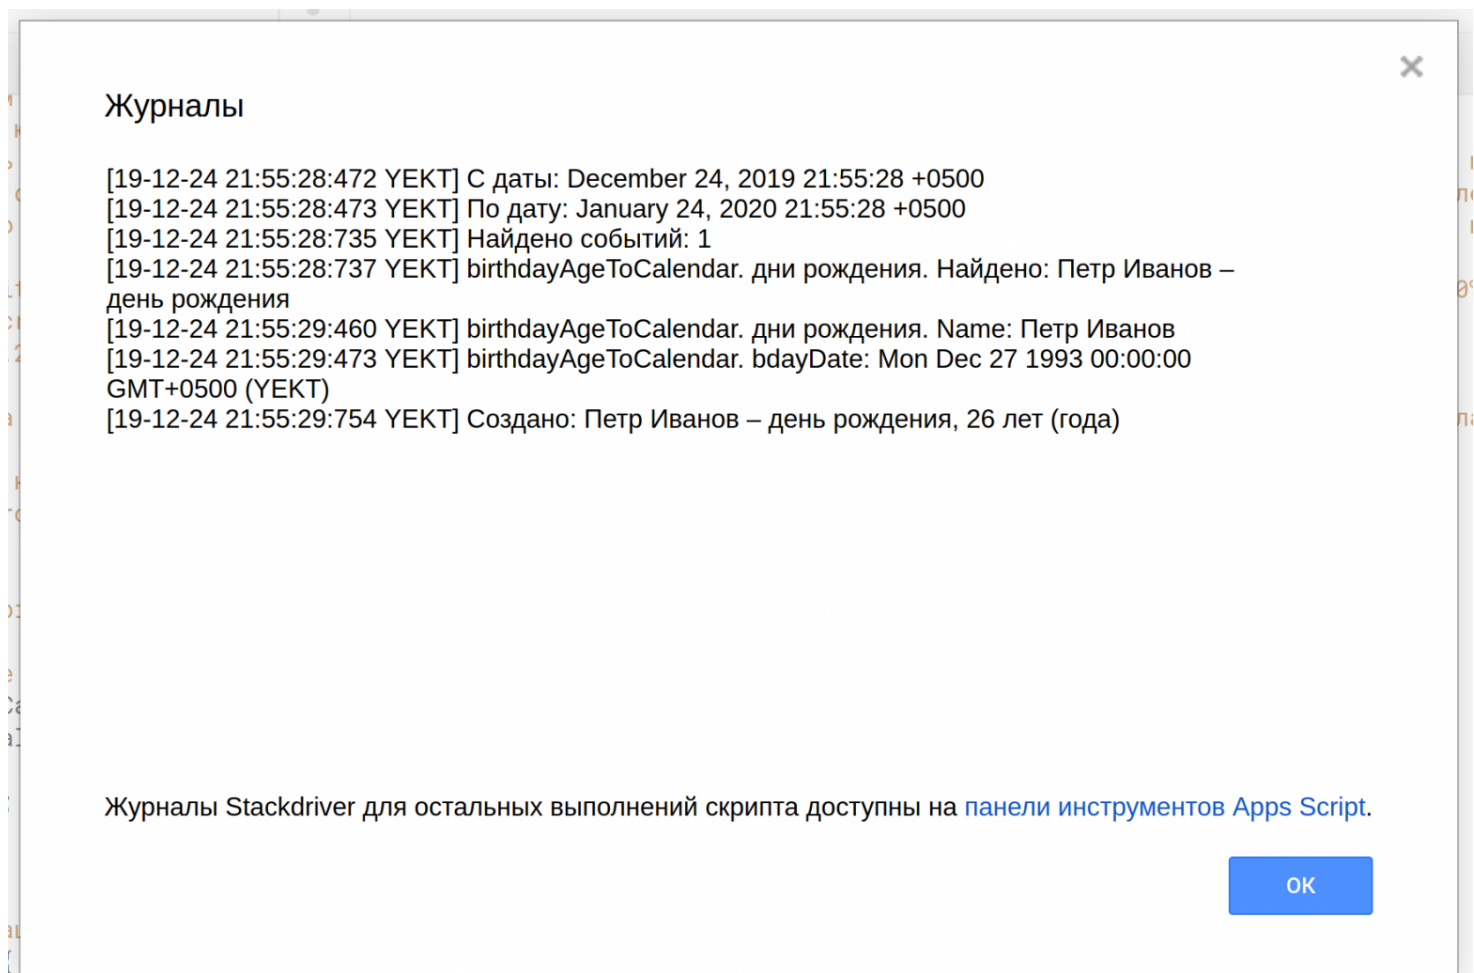 Журналы
[19-12-24 21:55:28:472 YEKT] С даты: December 24, 2019 21:55:28 +0500
[19-12-24 21:55:28:473 YEKT] По дату: January 24, 2020 21:55:28 +0500
[19-12-24 21:55:28:735 YEKT] Найдено событий: 1
[19-12-24 21:55:28:737 YEKT] birthdayAgeToCalendar. дни рождения. Найдено: Петр Иванов –
день рождения
[19-12-24 21:55:29:460 YEKT] birthdayAgeToCalendar. дни рождения. Name: Петр Иванов
[19-12-24 21:55:29:473 YEKT] birthdayAgeToCalendar. bdayDate: Mon Dec 27 1993 00:00:00
GMT+0500 (YEKT)
[19-12-24 21:55:29:754 YEKT] Создано: Петр Иванов – день рождения, 26 лет (года)
Журналы Stackdriver для остальных выполнений скрипта доступны на панели инструментов Apps Script.
ОК